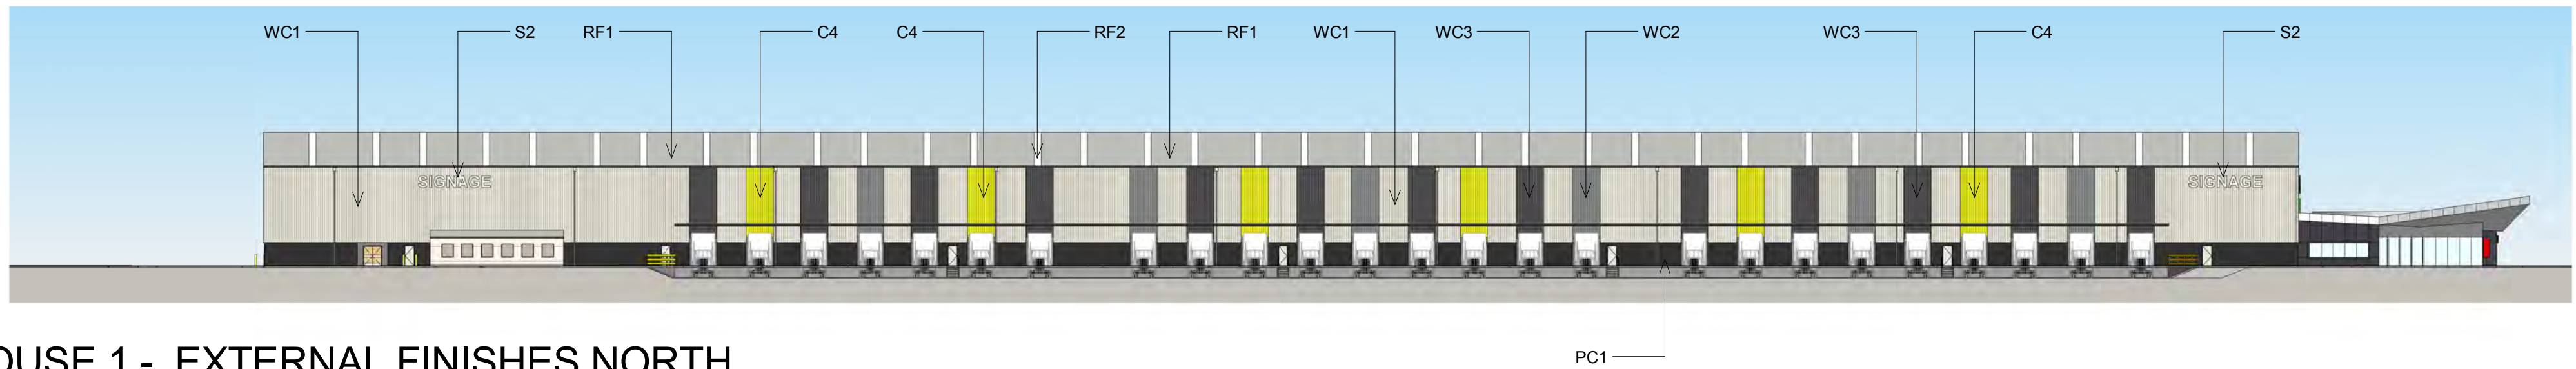 WC1 S2 RF1 C4 C4 RF2 RF1 WC1 WC3 WC2 WC3 C4 S2
SIGNAGE SIGNAGE
PC1
OUSE 1 - EXTERNAL FINISHES NORTH